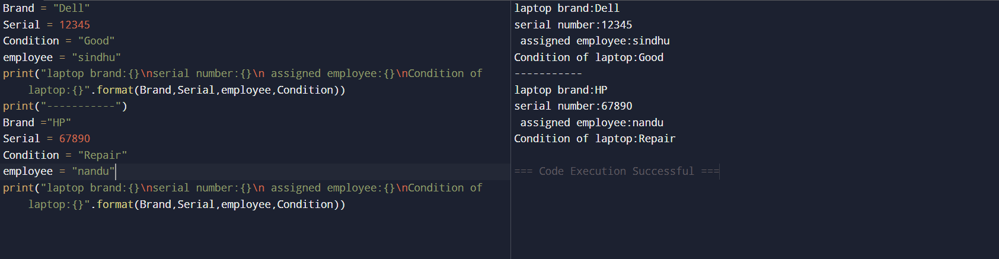 Brand = "Dell"
Serial = 12345
Condition = "Good"
employee = "sindhu"
print("laptop brand:{}\nserial number:{}\n assigned employee:{}\nCondition of
    laptop:{}".format(Brand,Serial,employee,Condition))
print("-----------")
Brand ="HP"
Serial = 67890
Condition = "Repair"
employee = "nandu"
print("laptop brand:{}\nserial number:{}\n assigned employee:{}\nCondition of
    laptop:{}".format(Brand,Serial,employee,Condition))
laptop brand:Dell
serial number:12345
 assigned employee:sindhu
Condition of laptop:Good
-----------
laptop brand:HP
serial number:67890
 assigned employee:nandu
Condition of laptop:Repair
=== Code Execution Successful ===